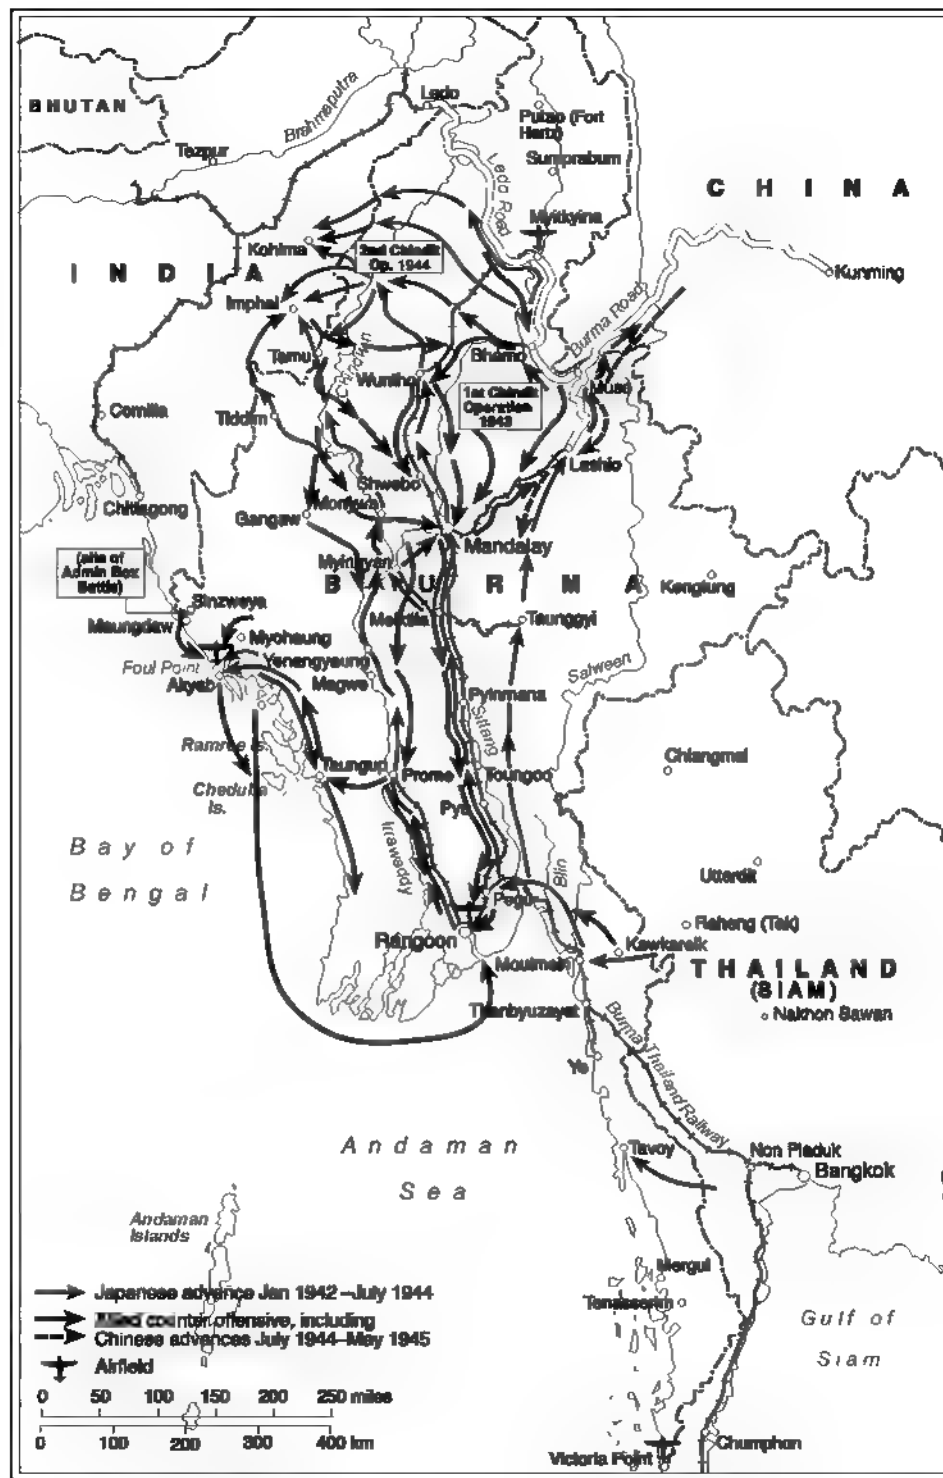 BHUTAN
Brahmaputra
Tezpur
Ledo
Putao (Fort
Hertz)
Sumprabum
Ledo Road
Myitkyina
C H I N A
Kohima
2nd Chindit
Op. 1944
I N D I A
Kunming
Imphal
Burma Road
Tamu
Chindwin
Bhamo
Wuntho
Muse
1st Chindit
Operation
1943
Comilla
Tiddim
Lashio
Shwebo
Chittagong
Monywa
Gangaw
Mandalay
(site of
Admin Box
Battle)
Myingyan
B U R M A
Kengtung
Sinzweya
Maungdaw
Meiktila
Taunggyi
Myohaung
Foul Point
Yenangyaung
Salween
Akyab
Magwe
Pyinmana
Sittang
Ramree Is.
Chiangmai
Taungup
Prome
Toungoo
Cheduba
Is.
Pyu
Bay of
Bengal
Irrawaddy
Blin
Utterdit
Pegu
Raheng (Tak)
Rangoon
Kawkareik
Moulmein
THAILAND
(SIAM)
Thanbyuzayat
Nakhon Sawan
Ye
Burma Thailand Railway
Andaman
Sea
Tavoy
Non Pladuk
Bangkok
Andaman
Islands
Mergui
Tenasserim
Gulf of
Siam
Japanese advance Jan 1942–July 1944
Allied counter offensive, including
Chinese advances July 1944–May 1945
Airfield
0 50 100 150 200 250 miles
0 100 200 300 400 km
Victoria Point
Chumphon